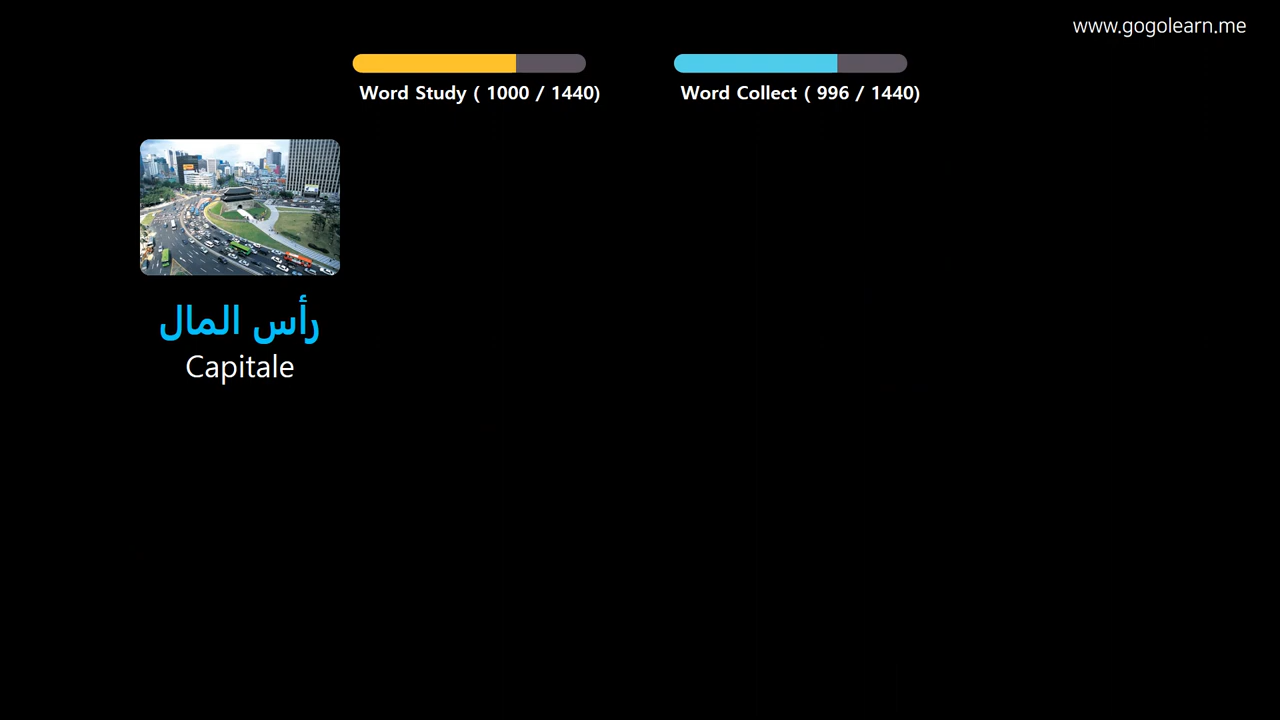 www.gogolearn.me
Word Study ( 1000 / 1440)
Word Collect ( 996 / 1440)
رأس المال
Capitale